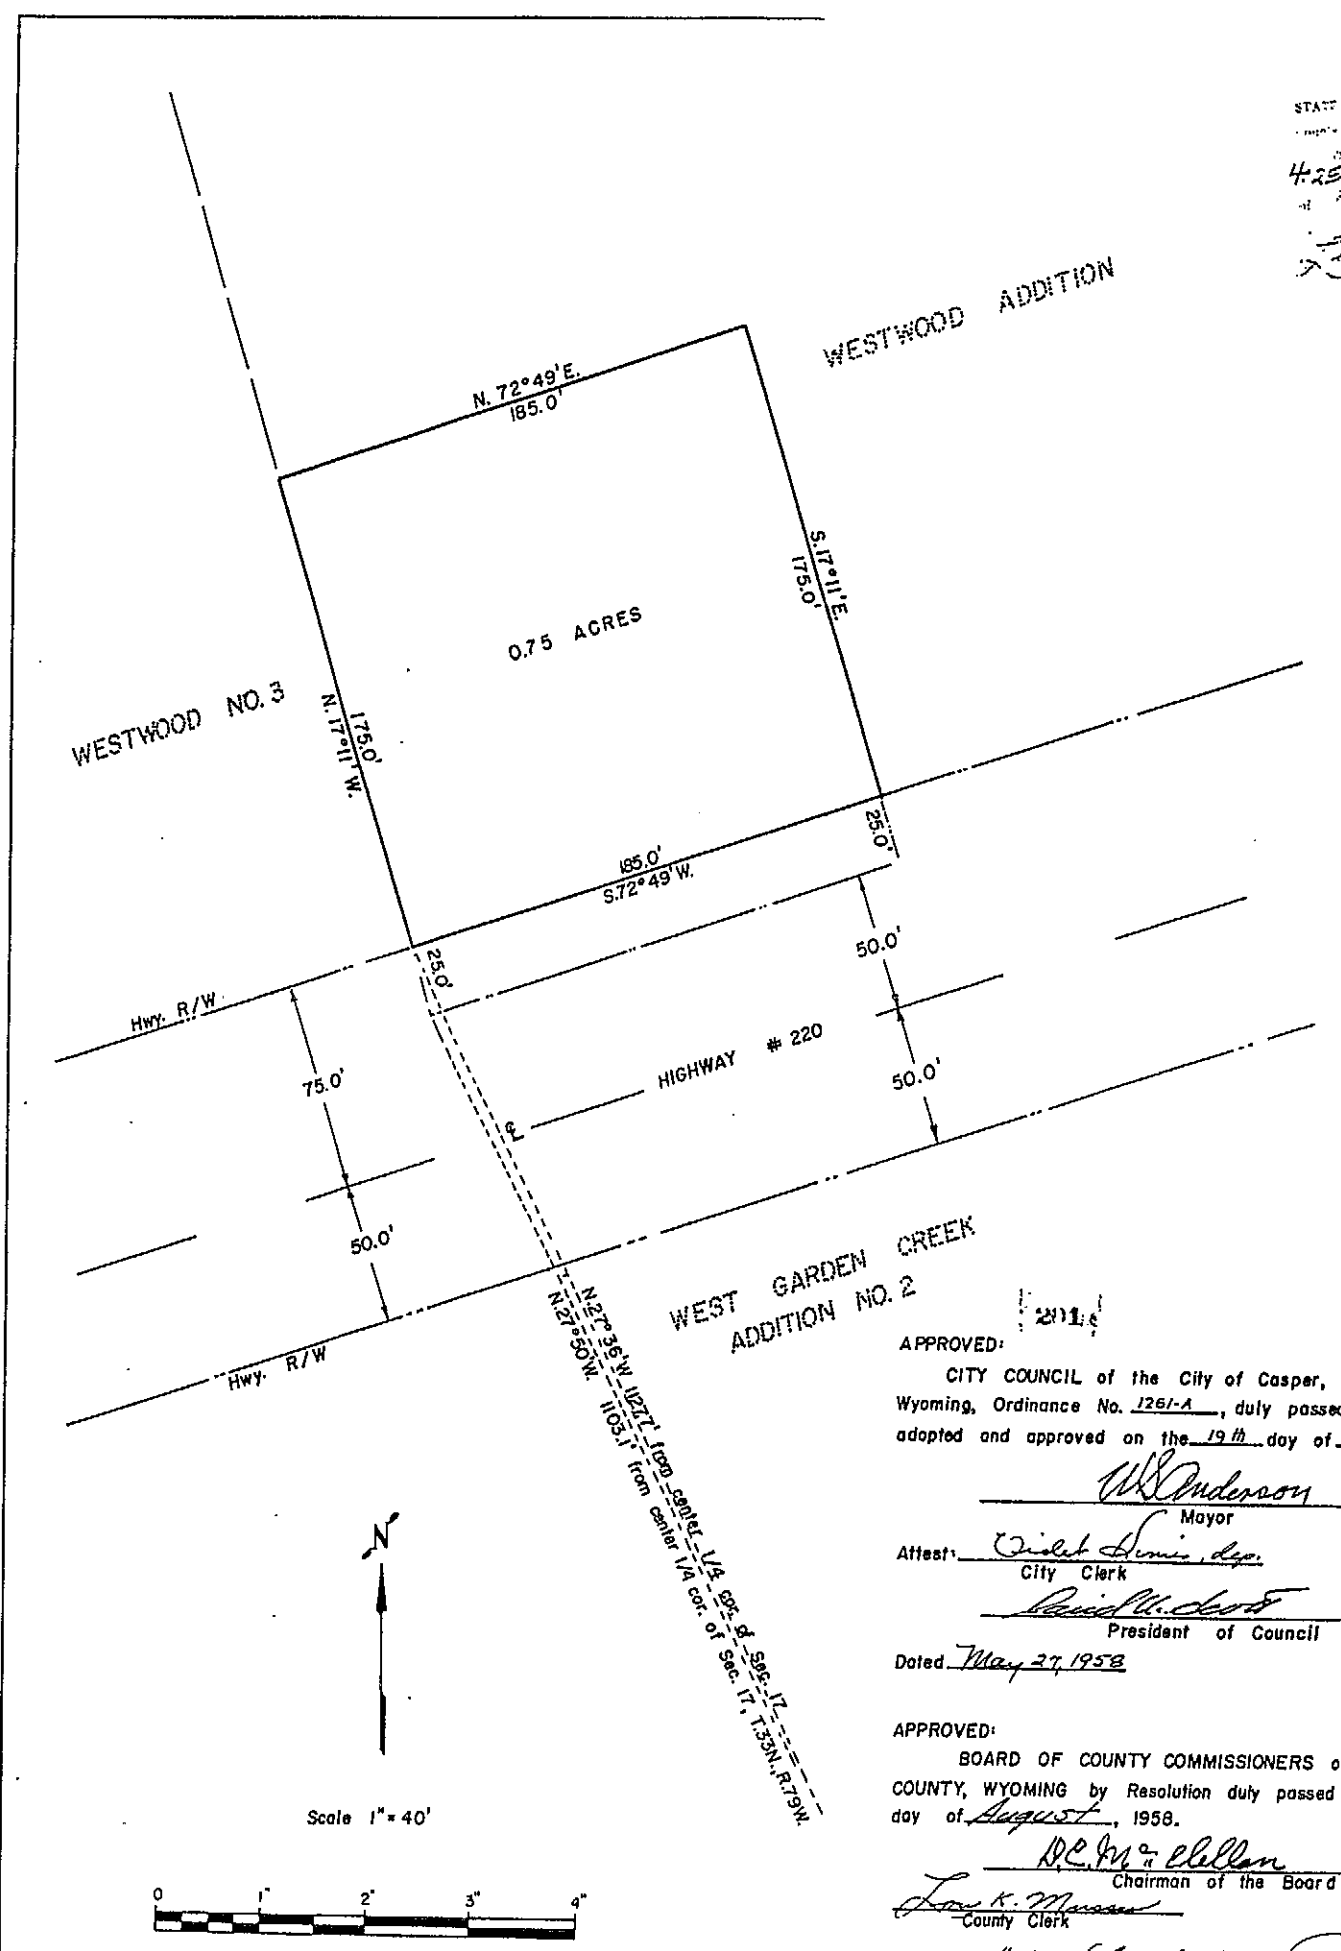 STATE
4:25
WESTWOOD ADDITION
N. 72°49'E.
185.0'
S.17°11'E.
175.0'
0.75 ACRES
WESTWOOD NO. 3
175.0'
N. 17°11' W.
185.0'
S.72°49'W.
25.0'
25.0'
50.0'
Hwy. R/W
75.0'
HIGHWAY # 220
50.0'
50.0'
WEST GARDEN CREEK
ADDITION NO. 2
Hwy. R/W
N.27°36'W. 1127.7' from center 1/4 cor. of Sec. 17
N.27°50'W. 1103.1' from center 1/4 cor. of Sec. 17, T.33N., R.79W.
APPROVED:
CITY COUNCIL of the City of Casper,
Wyoming, Ordinance No. 1261-A, duly passed
adopted and approved on the 19th day of
W.S. Anderson
Mayor
Attest: Violet dep.
City Clerk
President of Council
Dated May 27, 1958
APPROVED:
BOARD OF COUNTY COMMISSIONERS o
COUNTY, WYOMING by Resolution duly passed
day of August, 1958.
D.C. McClellan
Chairman of the Board
County Clerk
N
Scale 1"=40'
0 1" 2" 3" 4"